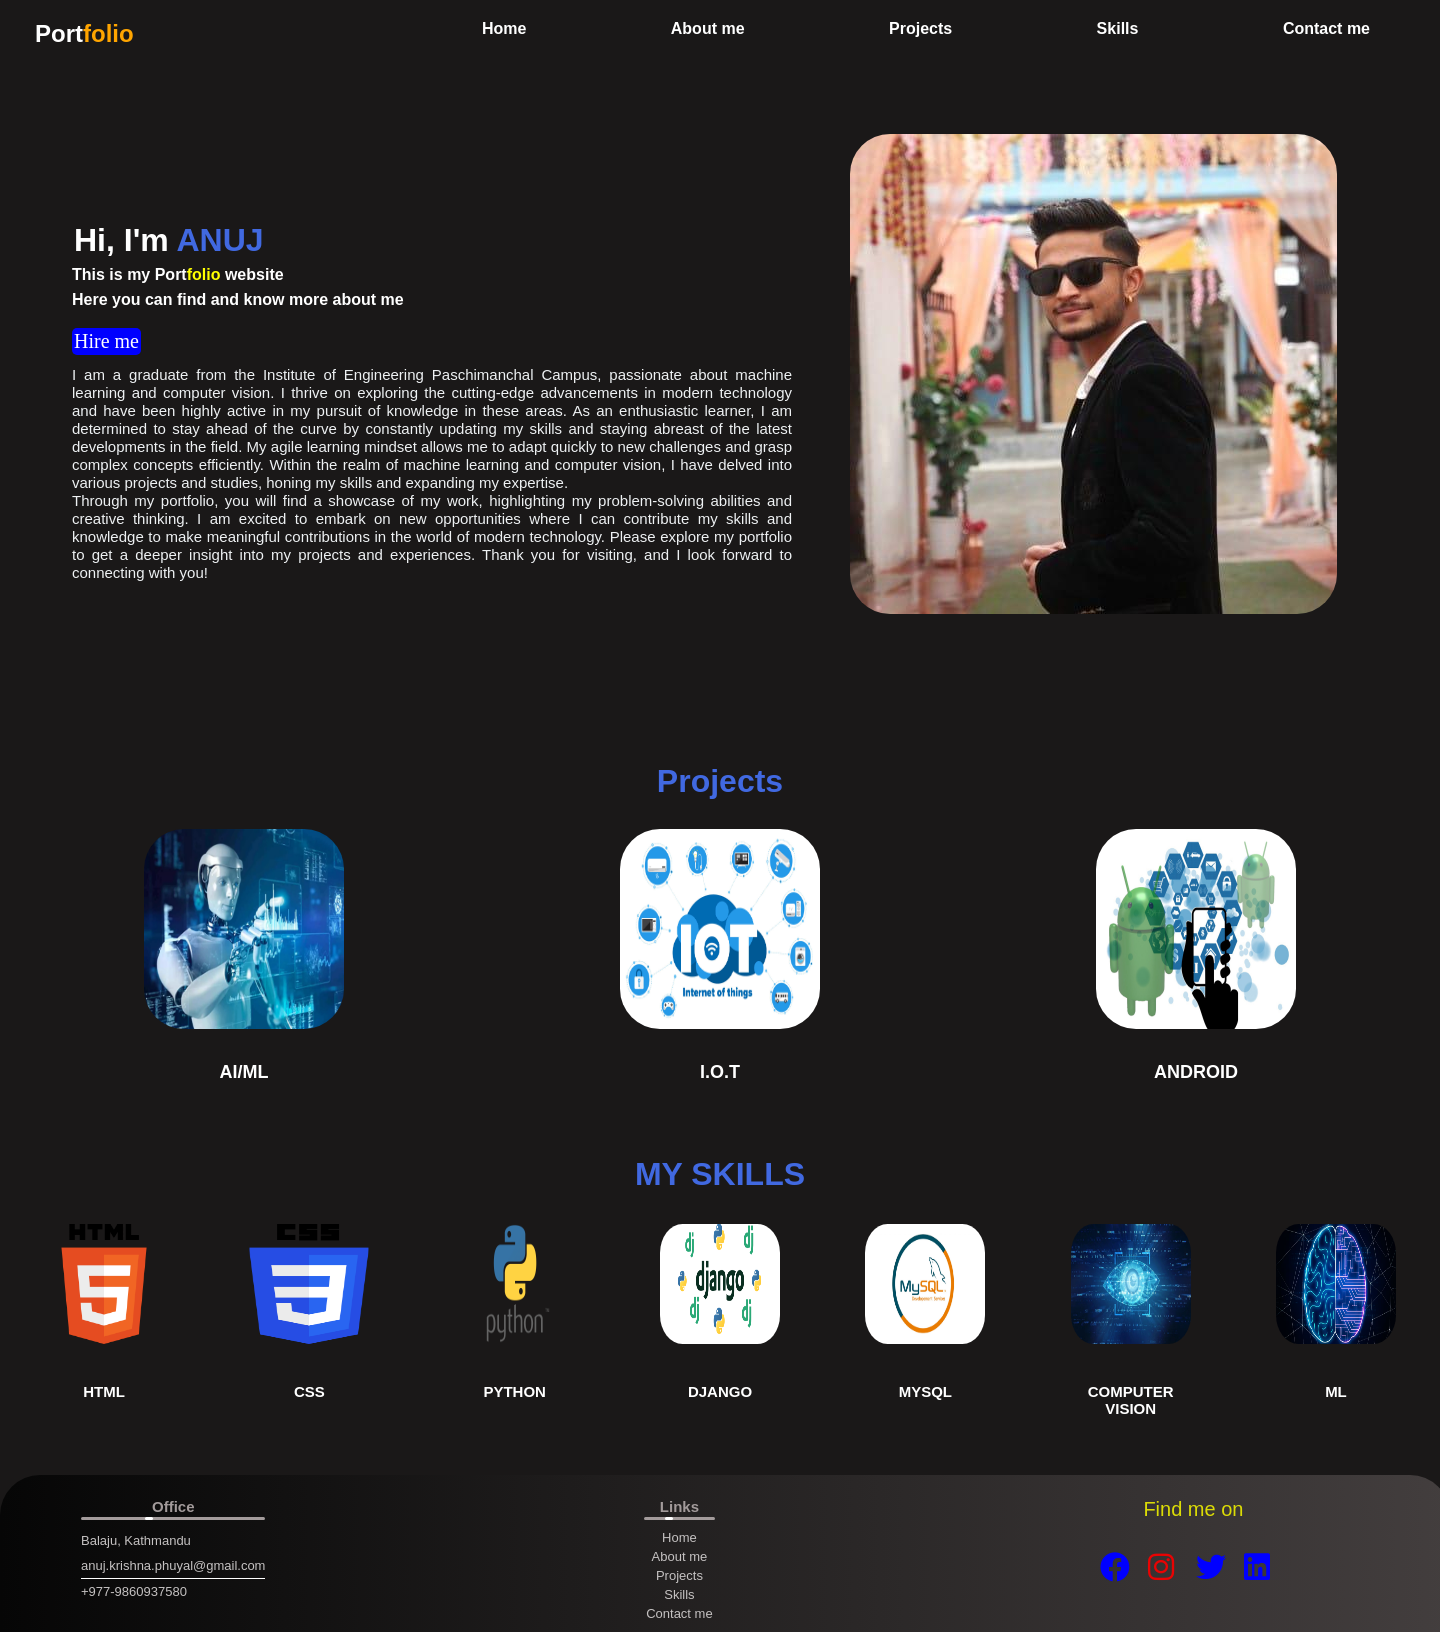 Portfolio
Home
About me
Projects
Skills
Contact me
Hi, I'm ANUJ
This is my Portfolio website
Here you can find and know more about me
Hire me
I am a graduate from the Institute of Engineering Paschimanchal Campus, passionate about machine
learning and computer vision. I thrive on exploring the cutting-edge advancements in modern technology
and have been highly active in my pursuit of knowledge in these areas. As an enthusiastic learner, I am
determined to stay ahead of the curve by constantly updating my skills and staying abreast of the latest
developments in the field. My agile learning mindset allows me to adapt quickly to new challenges and grasp
complex concepts efficiently. Within the realm of machine learning and computer vision, I have delved into
various projects and studies, honing my skills and expanding my expertise.
Through my portfolio, you will find a showcase of my work, highlighting my problem-solving abilities and
creative thinking. I am excited to embark on new opportunities where I can contribute my skills and
knowledge to make meaningful contributions in the world of modern technology. Please explore my portfolio
to get a deeper insight into my projects and experiences. Thank you for visiting, and I look forward to
connecting with you!
Projects
IOT
Internet of things
AI/ML
I.O.T
ANDROID
MY SKILLS
HTML
CSS
python
dj
dj
django
dj
dj
MySQL
HTML
CSS
PYTHON
DJANGO
MYSQL
COMPUTER
VISION
ML
Office
Balaju, Kathmandu
anuj.krishna.phuyal@gmail.com
+977-9860937580
Links
Home
About me
Projects
Skills
Contact me
Find me on